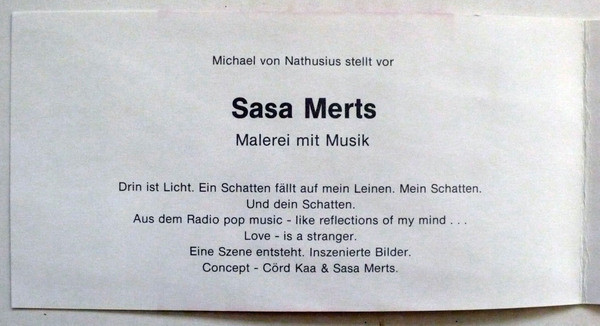 Michael von Nathusius stellt vor
Sasa Merts
Malerei mit Musik
Drin ist Licht. Ein Schatten fällt auf mein Leinen. Mein Schatten.
Und dein Schatten.
Aus dem Radio pop music - like reflections of my mind . . .
Love - is a stranger.
Eine Szene entsteht. Inszenierte Bilder.
Concept - Cörd Kaa & Sasa Merts.